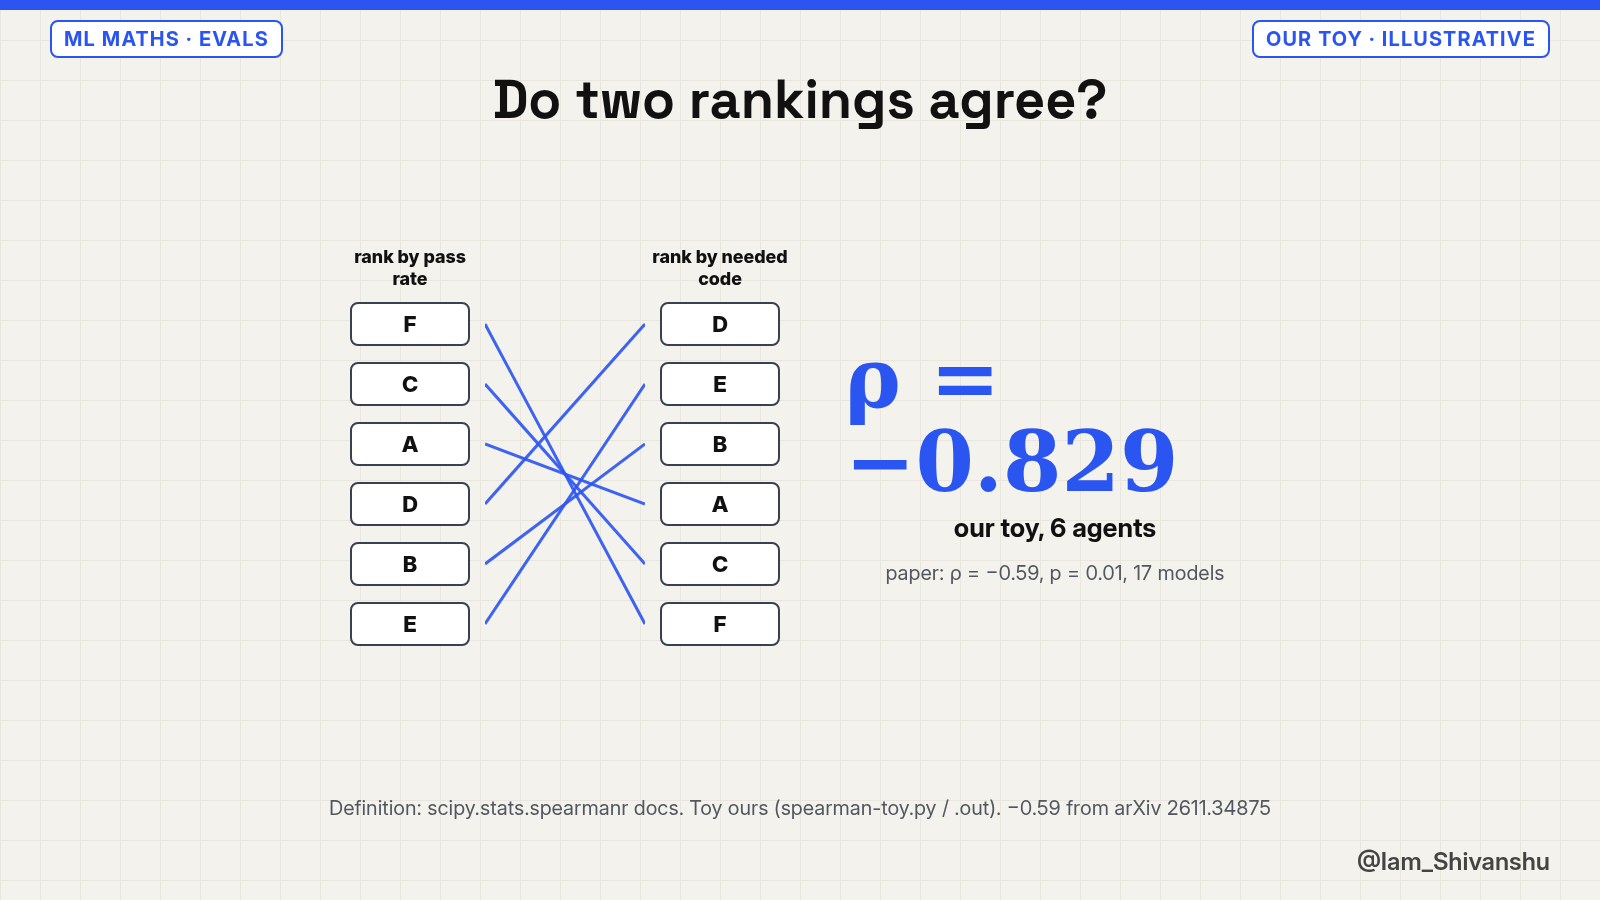 ML MATHS · EVALS
OUR TOY · ILLUSTRATIVE
Do two rankings agree?
rank by pass
rate
F
C
A
D
B
E
rank by needed
code
D
E
B
A
C
F
ρ =
−0.829
our toy, 6 agents
paper: ρ = −0.59, p = 0.01, 17 models
Definition: scipy.stats.spearmanr docs. Toy ours (spearman-toy.py / .out). −0.59 from arXiv 2611.34875
@Iam_Shivanshu